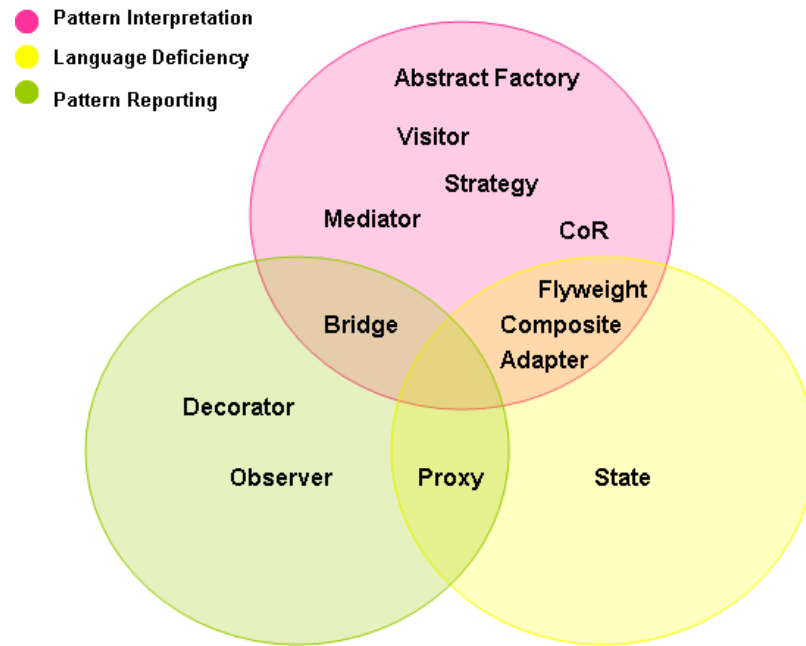 Pattern Interpretation
Language Deficiency
Pattern Reporting
Abstract Factory
Visitor
Strategy
Mediator
CoR
Flyweight
Bridge
Composite
Adapter
Decorator
Observer
Proxy
State